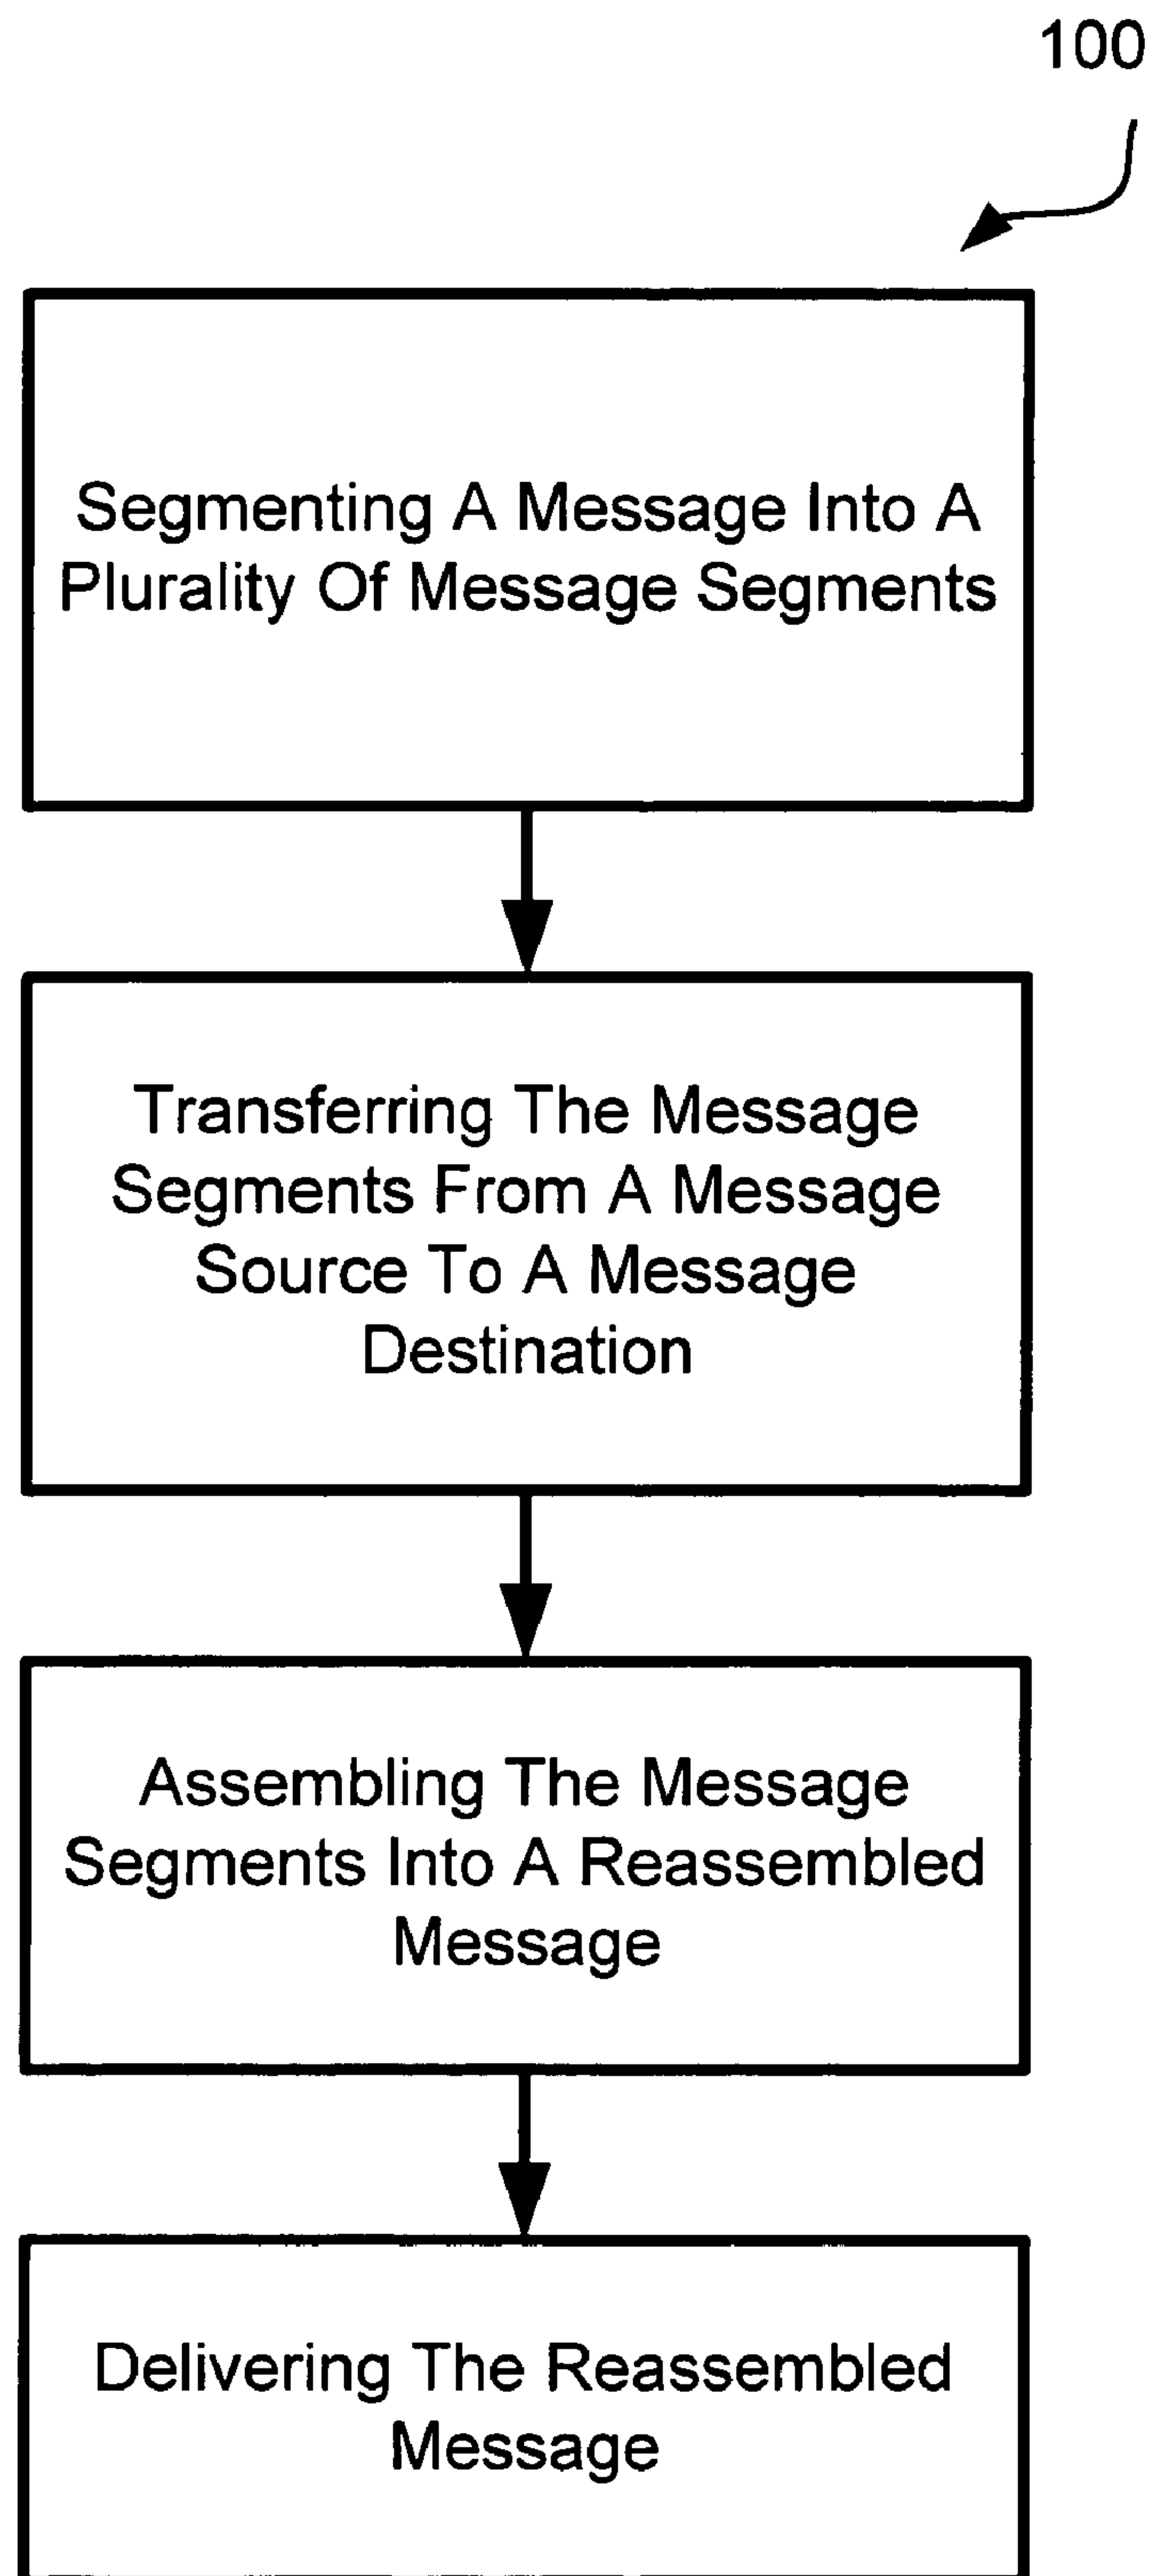 100
Segmenting A Message Into A
Plurality Of Message Segments
Transferring The Message
Segments From A Message
Source To A Message
Destination
Assembling The Message
Segments Into A Reassembled
Message
Delivering The Reassembled
Message